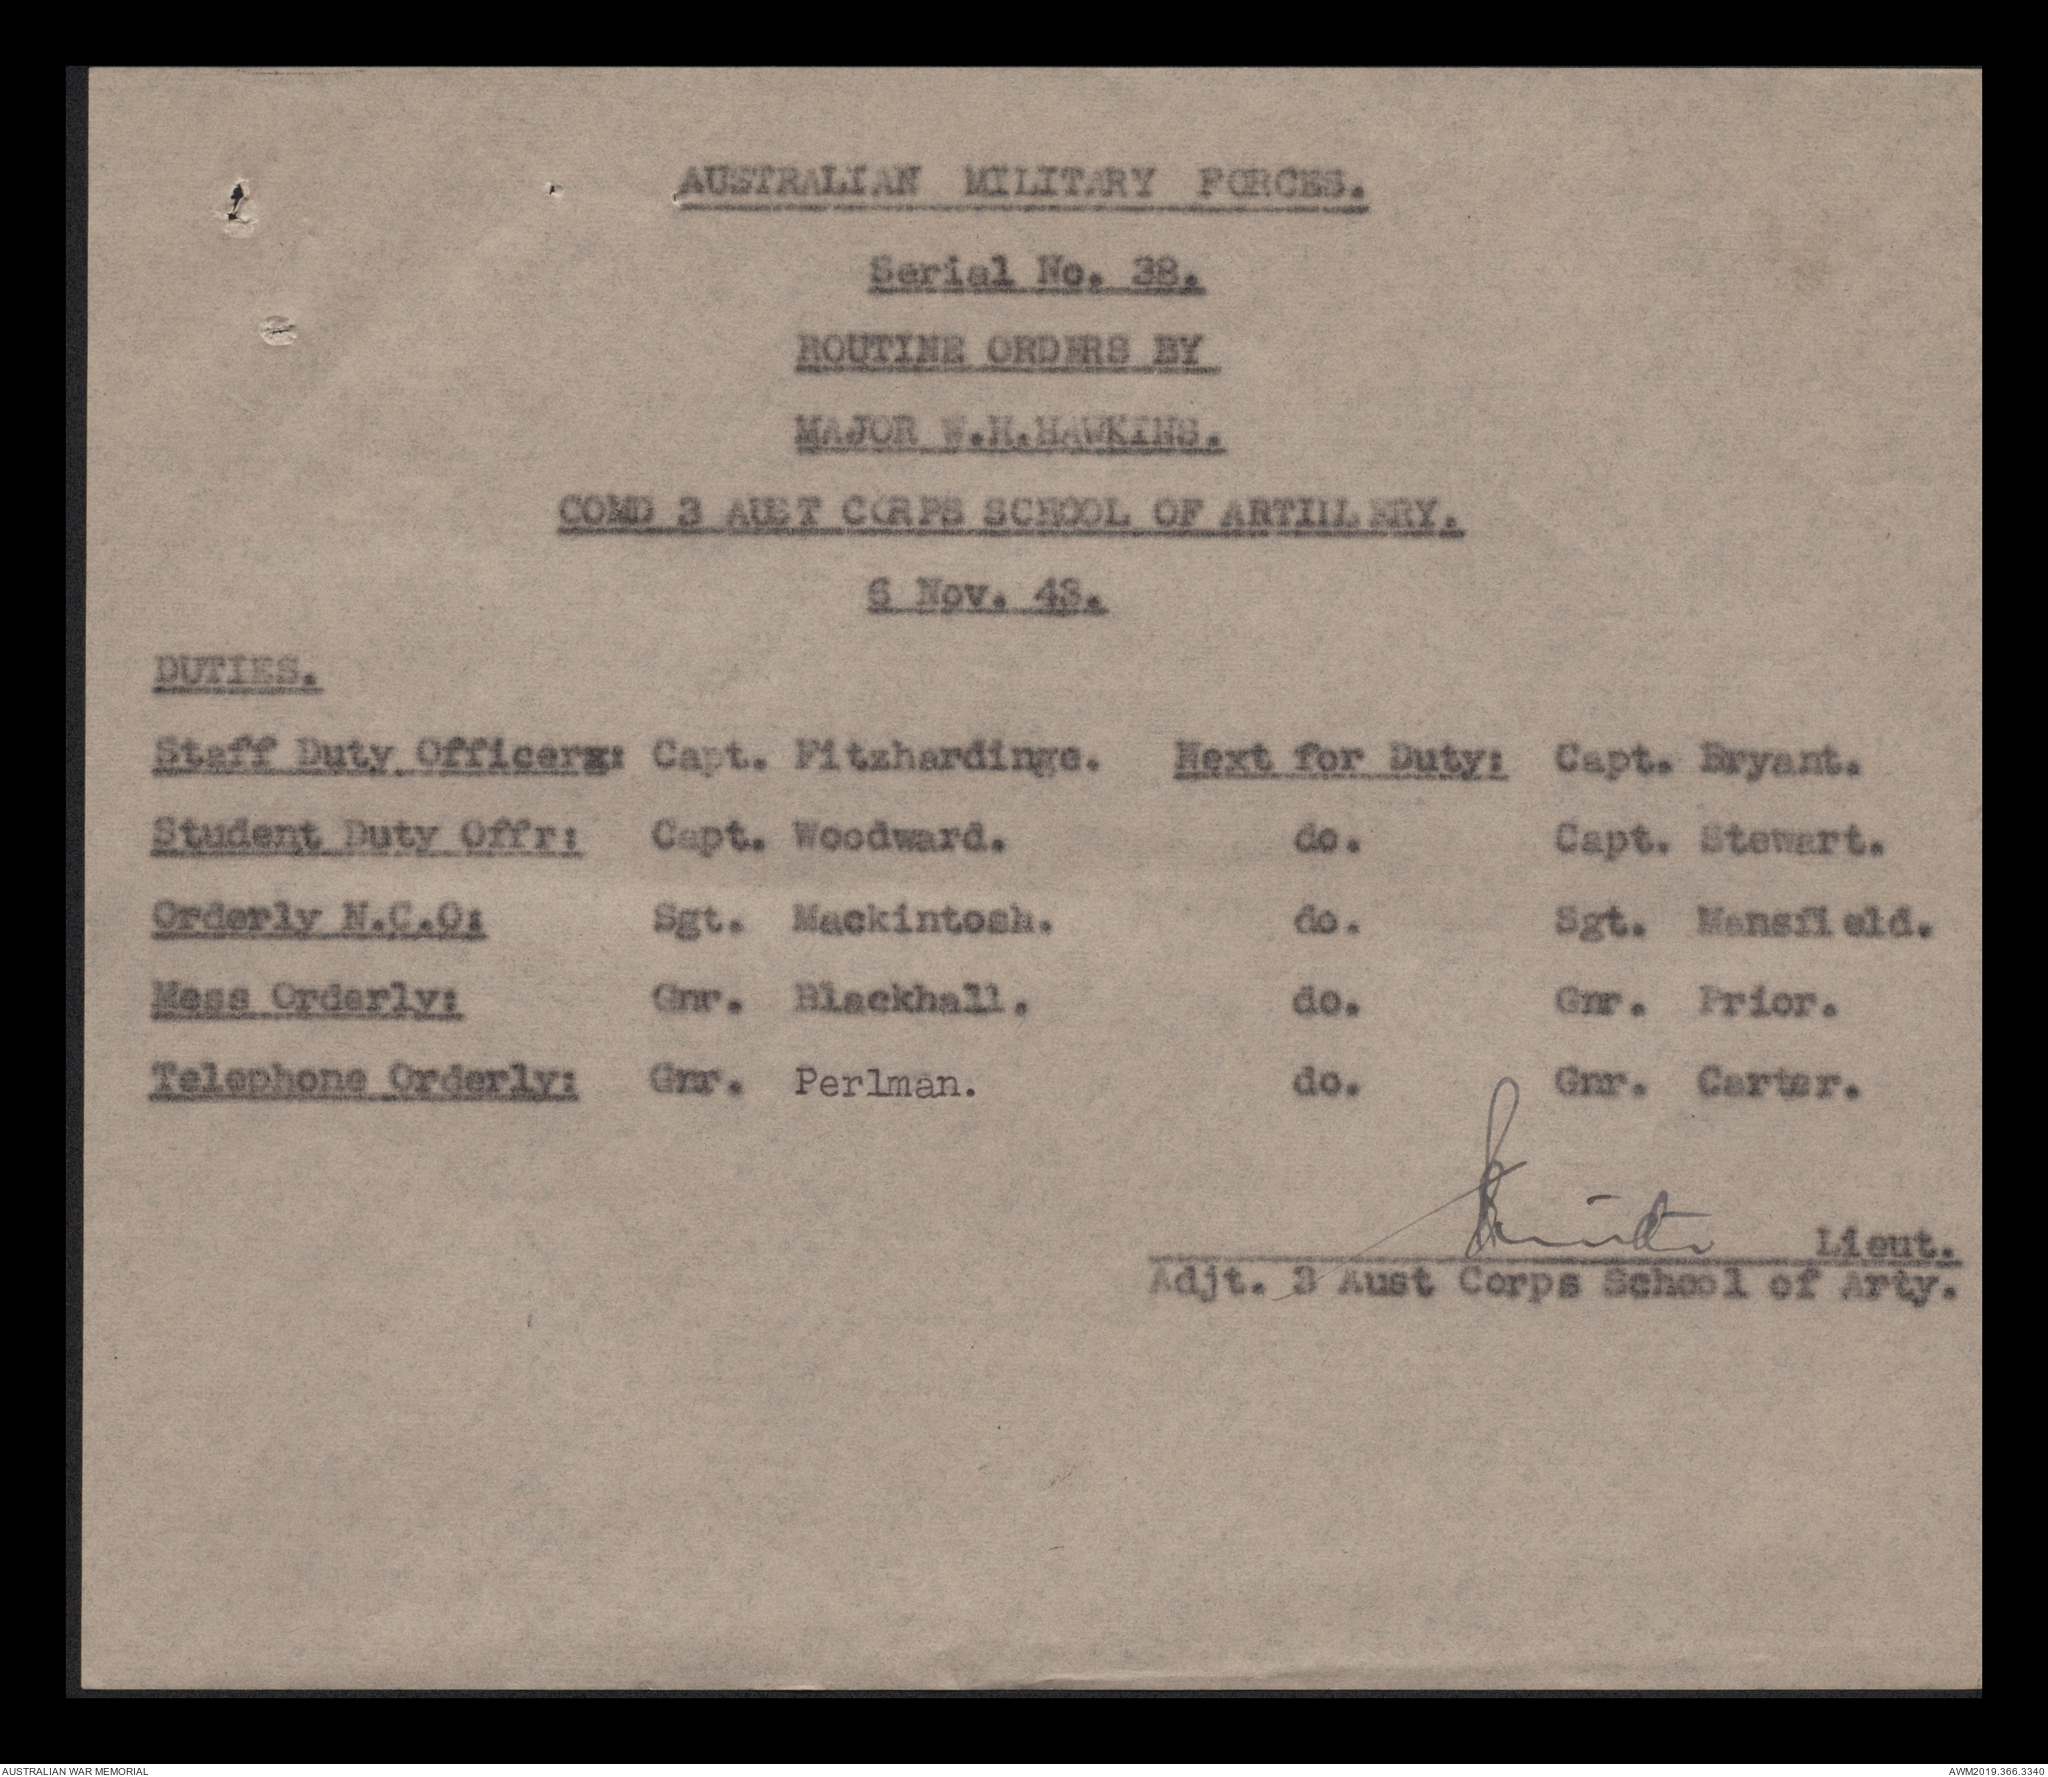 AUSTRALIAN MILITARY FORCES.
Serial No. 38.
ROUTINE ORDERS BY
MAJOR W.H.HAWKINS.
COMD 3 AUST CORPS SCHOOL OF ARTILLERY.
6 Nov. 43.
DUTIES.
Staff Duty Officer: Capt. Fitzhardinge. Next for Duty: Capt. Bryant.
Student Duty Offr: Capt. Woodward. do. Capt. Stewart.
Orderly N.C.O: Sgt. Mackintosh. do. Sgt. Mansfield.
Mess Orderly: Gnr. Blackhall. do. Gnr. Prior.
Telephone Orderly: Gnr. Perlman. do. Gnr. Carter.
Lieut.
Adjt. 3 Aust Corps School of Arty.
AUSTRALIAN WAR MEMORIAL
AWM2019.366.3340